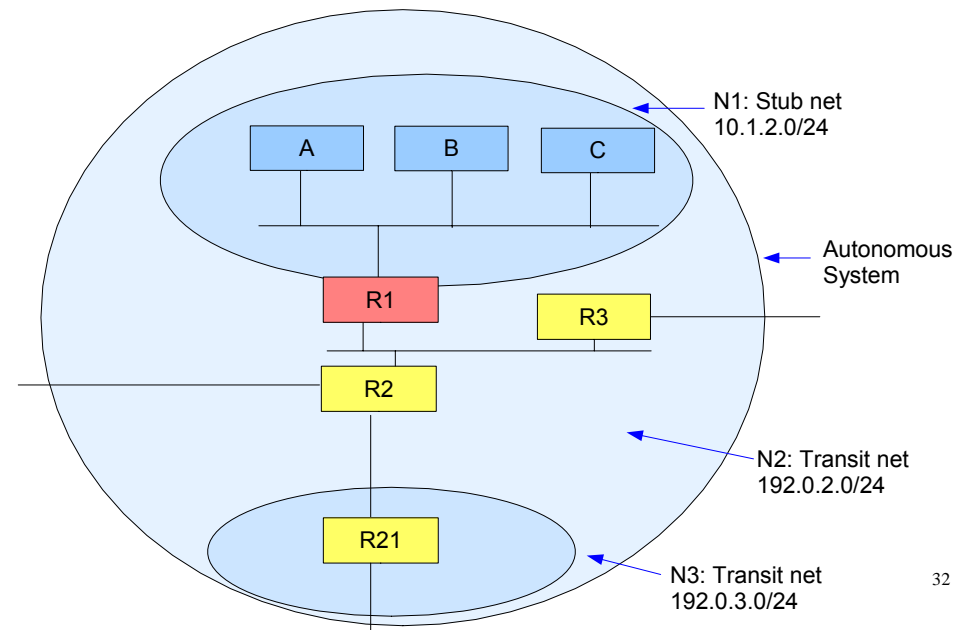 N1: Stub net
10.1.2.0/24
A
B
C
Autonomous
System
R1
R3
R2
N2: Transit net
192.0.2.0/24
R21
N3: Transit net
192.0.3.0/24
32